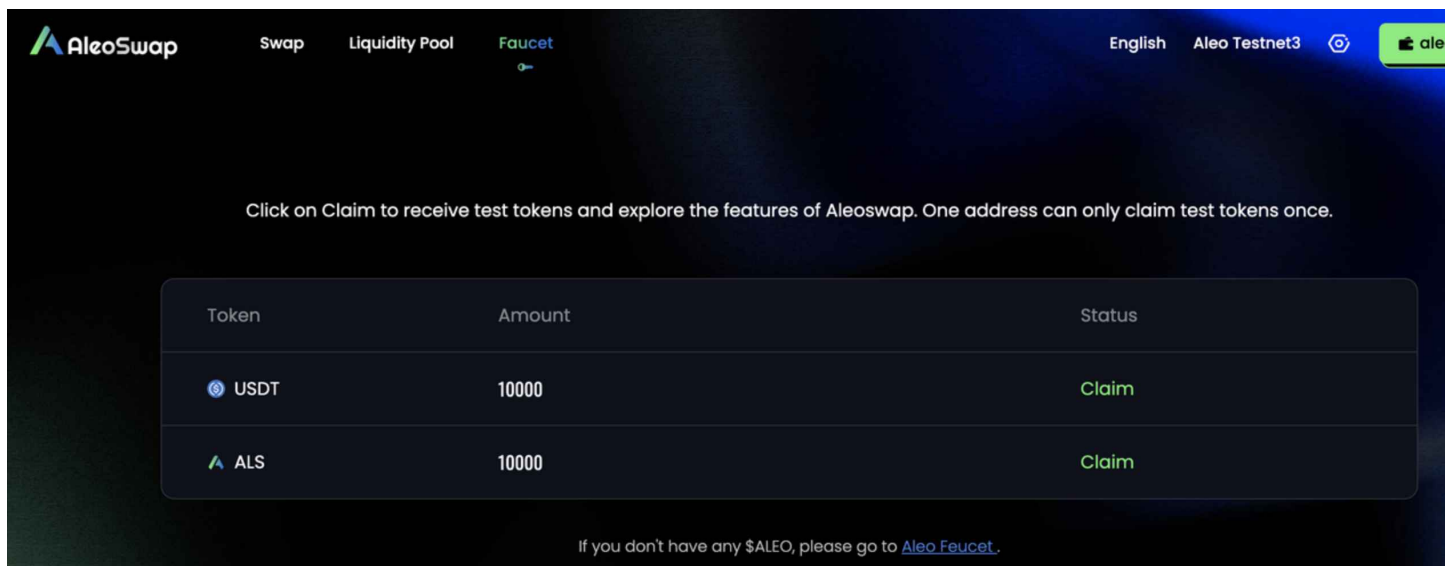 AleoSwap Swap Liquidity Pool Faucet English Aleo Testnet3 ale
Click on Claim to receive test tokens and explore the features of Aleoswap. One address can only claim test tokens once.
Token Amount Status
USDT 10000 Claim
ALS 10000 Claim
If you don't have any $ALEO, please go to Aleo Feucet .